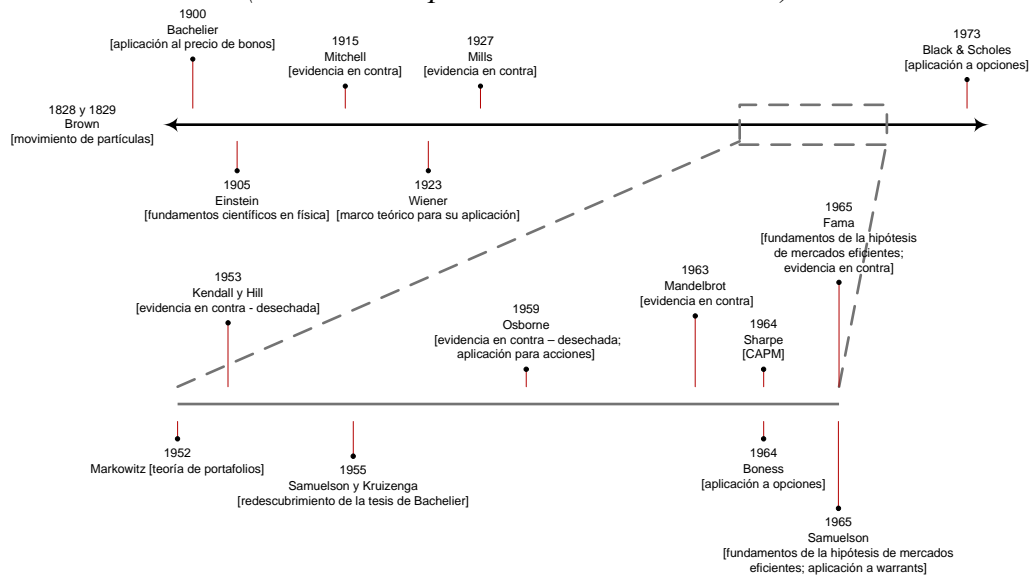 1900
Bachelier
[aplicación al precio de bonos]
1915
Mitchell
[evidencia en contra]
1927
Mills
[evidencia en contra]
1973
Black & Scholes
[aplicación a opciones]
1828 y 1829
Brown
[movimiento de partículas]
1905
Einstein
[fundamentos científicos en física]
1923
Wiener
[marco teórico para su aplicación]
1965
Fama
[fundamentos de la hipótesis
de mercados eficientes;
evidencia en contra]
1953
Kendall y Hill
[evidencia en contra - desechada]
1959
Osborne
[evidencia en contra – desechada;
aplicación para acciones]
1963
Mandelbrot
[evidencia en contra]
1964
Sharpe
[CAPM]
1952
Markowitz [teoría de portafolios]
1955
Samuelson y Kruizenga
[redescubrimiento de la tesis de Bachelier]
1964
Boness
[aplicación a opciones]
1965
Samuelson
[fundamentos de la hipótesis de mercados
eficientes; aplicación a warrants]